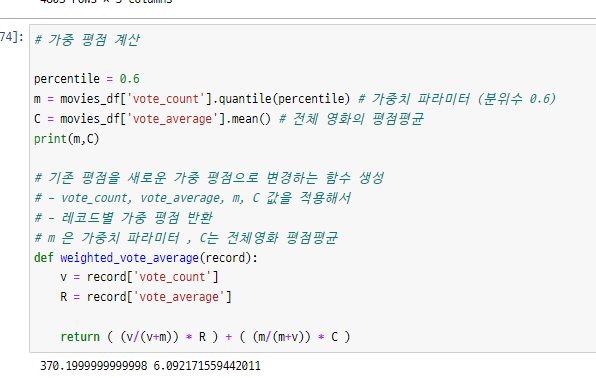 74]:
# 가중 평점 계산
percentile = 0.6
m = movies_df['vote_count'].quantile(percentile) # 가중치 파라미터 (분위수 0.6)
C = movies_df['vote_average'].mean() # 전체 영화의 평점평균
print(m,C)
# 기존 평점을 새로운 가중 평점으로 변경하는 함수 생성
# - vote_count, vote_average, m, C 값을 적용해서
# - 레코드별 가중 평점 반환
# m 은 가중치 파라미터 , C는 전체영화 평점평균
def weighted_vote_average(record):
v = record['vote_count']
R = record['vote_average']
return ( (v/(v+m)) * R ) + ( (m/(m+v)) * C )
370.1999999999998 6.092171559442011